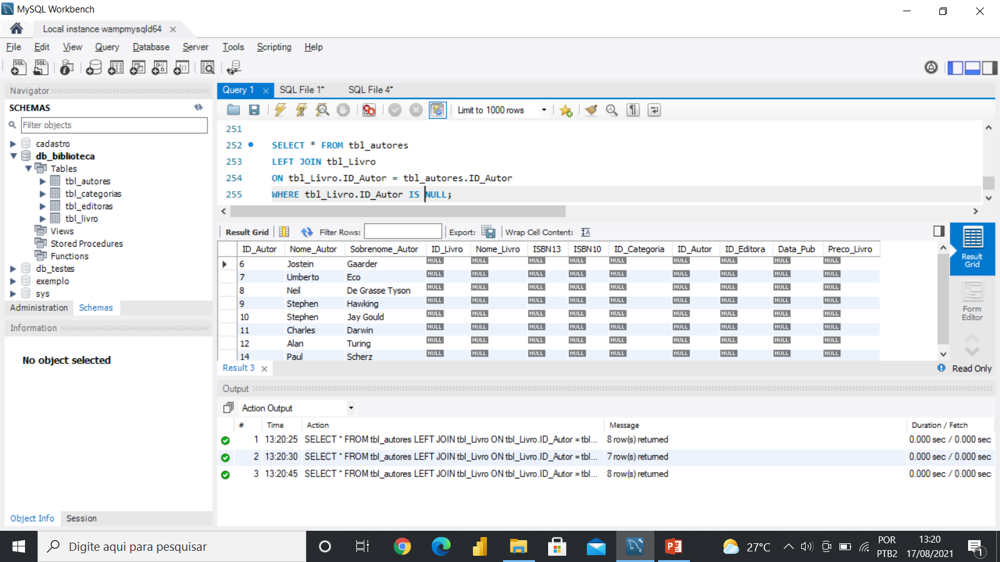 MySQL Workbench
Local instance wampmysqld64
File Edit View Query Database Server Tools Scripting Help
Navigator
SCHEMAS
Filter objects
cadastro
db_biblioteca
Tables
tbl_autores
tbl_categorias
tbl_editoras
tbl_livro
Views
Stored Procedures
Functions
db_testes
exemplo
sys
Administration Schemas
Information
No object selected
Object Info Session
Query 1 SQL File 1* SQL File 4*
Limit to 1000 rows
251
252 SELECT * FROM tbl_autores
253 LEFT JOIN tbl_Livro
254 ON tbl_Livro.ID_Autor = tbl_autores.ID_Autor
255 WHERE tbl_Livro.ID_Autor IS NULL;
Result Grid Filter Rows: Export: Wrap Cell Content:
ID_Autor Nome_Autor Sobrenome_Autor ID_Livro Nome_Livro ISBN13 ISBN10 ID_Categoria ID_Autor ID_Editora Data_Pub Preco_Livro
6 Jostein Gaarder NULL NULL NULL NULL NULL NULL NULL NULL NULL
7 Umberto Eco NULL NULL NULL NULL NULL NULL NULL NULL NULL
8 Neil De Grasse Tyson NULL NULL NULL NULL NULL NULL NULL NULL NULL
9 Stephen Hawking NULL NULL NULL NULL NULL NULL NULL NULL NULL
10 Stephen Jay Gould NULL NULL NULL NULL NULL NULL NULL NULL NULL
11 Charles Darwin NULL NULL NULL NULL NULL NULL NULL NULL NULL
12 Alan Turing NULL NULL NULL NULL NULL NULL NULL NULL NULL
14 Paul Scherz NULL NULL NULL NULL NULL NULL NULL NULL NULL
Result
Grid
Form
Editor
Result 3
Read Only
Output
Action Output
# Time Action Message Duration / Fetch
1 13:20:25 SELECT * FROM tbl_autores LEFT JOIN tbl_Livro ON tbl_Livro.ID_Autor = tbl... 8 row(s) returned 0.000 sec / 0.000 sec
2 13:20:30 SELECT * FROM tbl_autores LEFT JOIN tbl_Livro ON tbl_Livro.ID_Autor = tbl... 7 row(s) returned 0.000 sec / 0.000 sec
3 13:20:45 SELECT * FROM tbl_autores LEFT JOIN tbl_Livro ON tbl_Livro.ID_Autor = tbl... 8 row(s) returned 0.000 sec / 0.000 sec
Digite aqui para pesquisar
27°C
POR
PTB2
13:20
17/08/2021
1